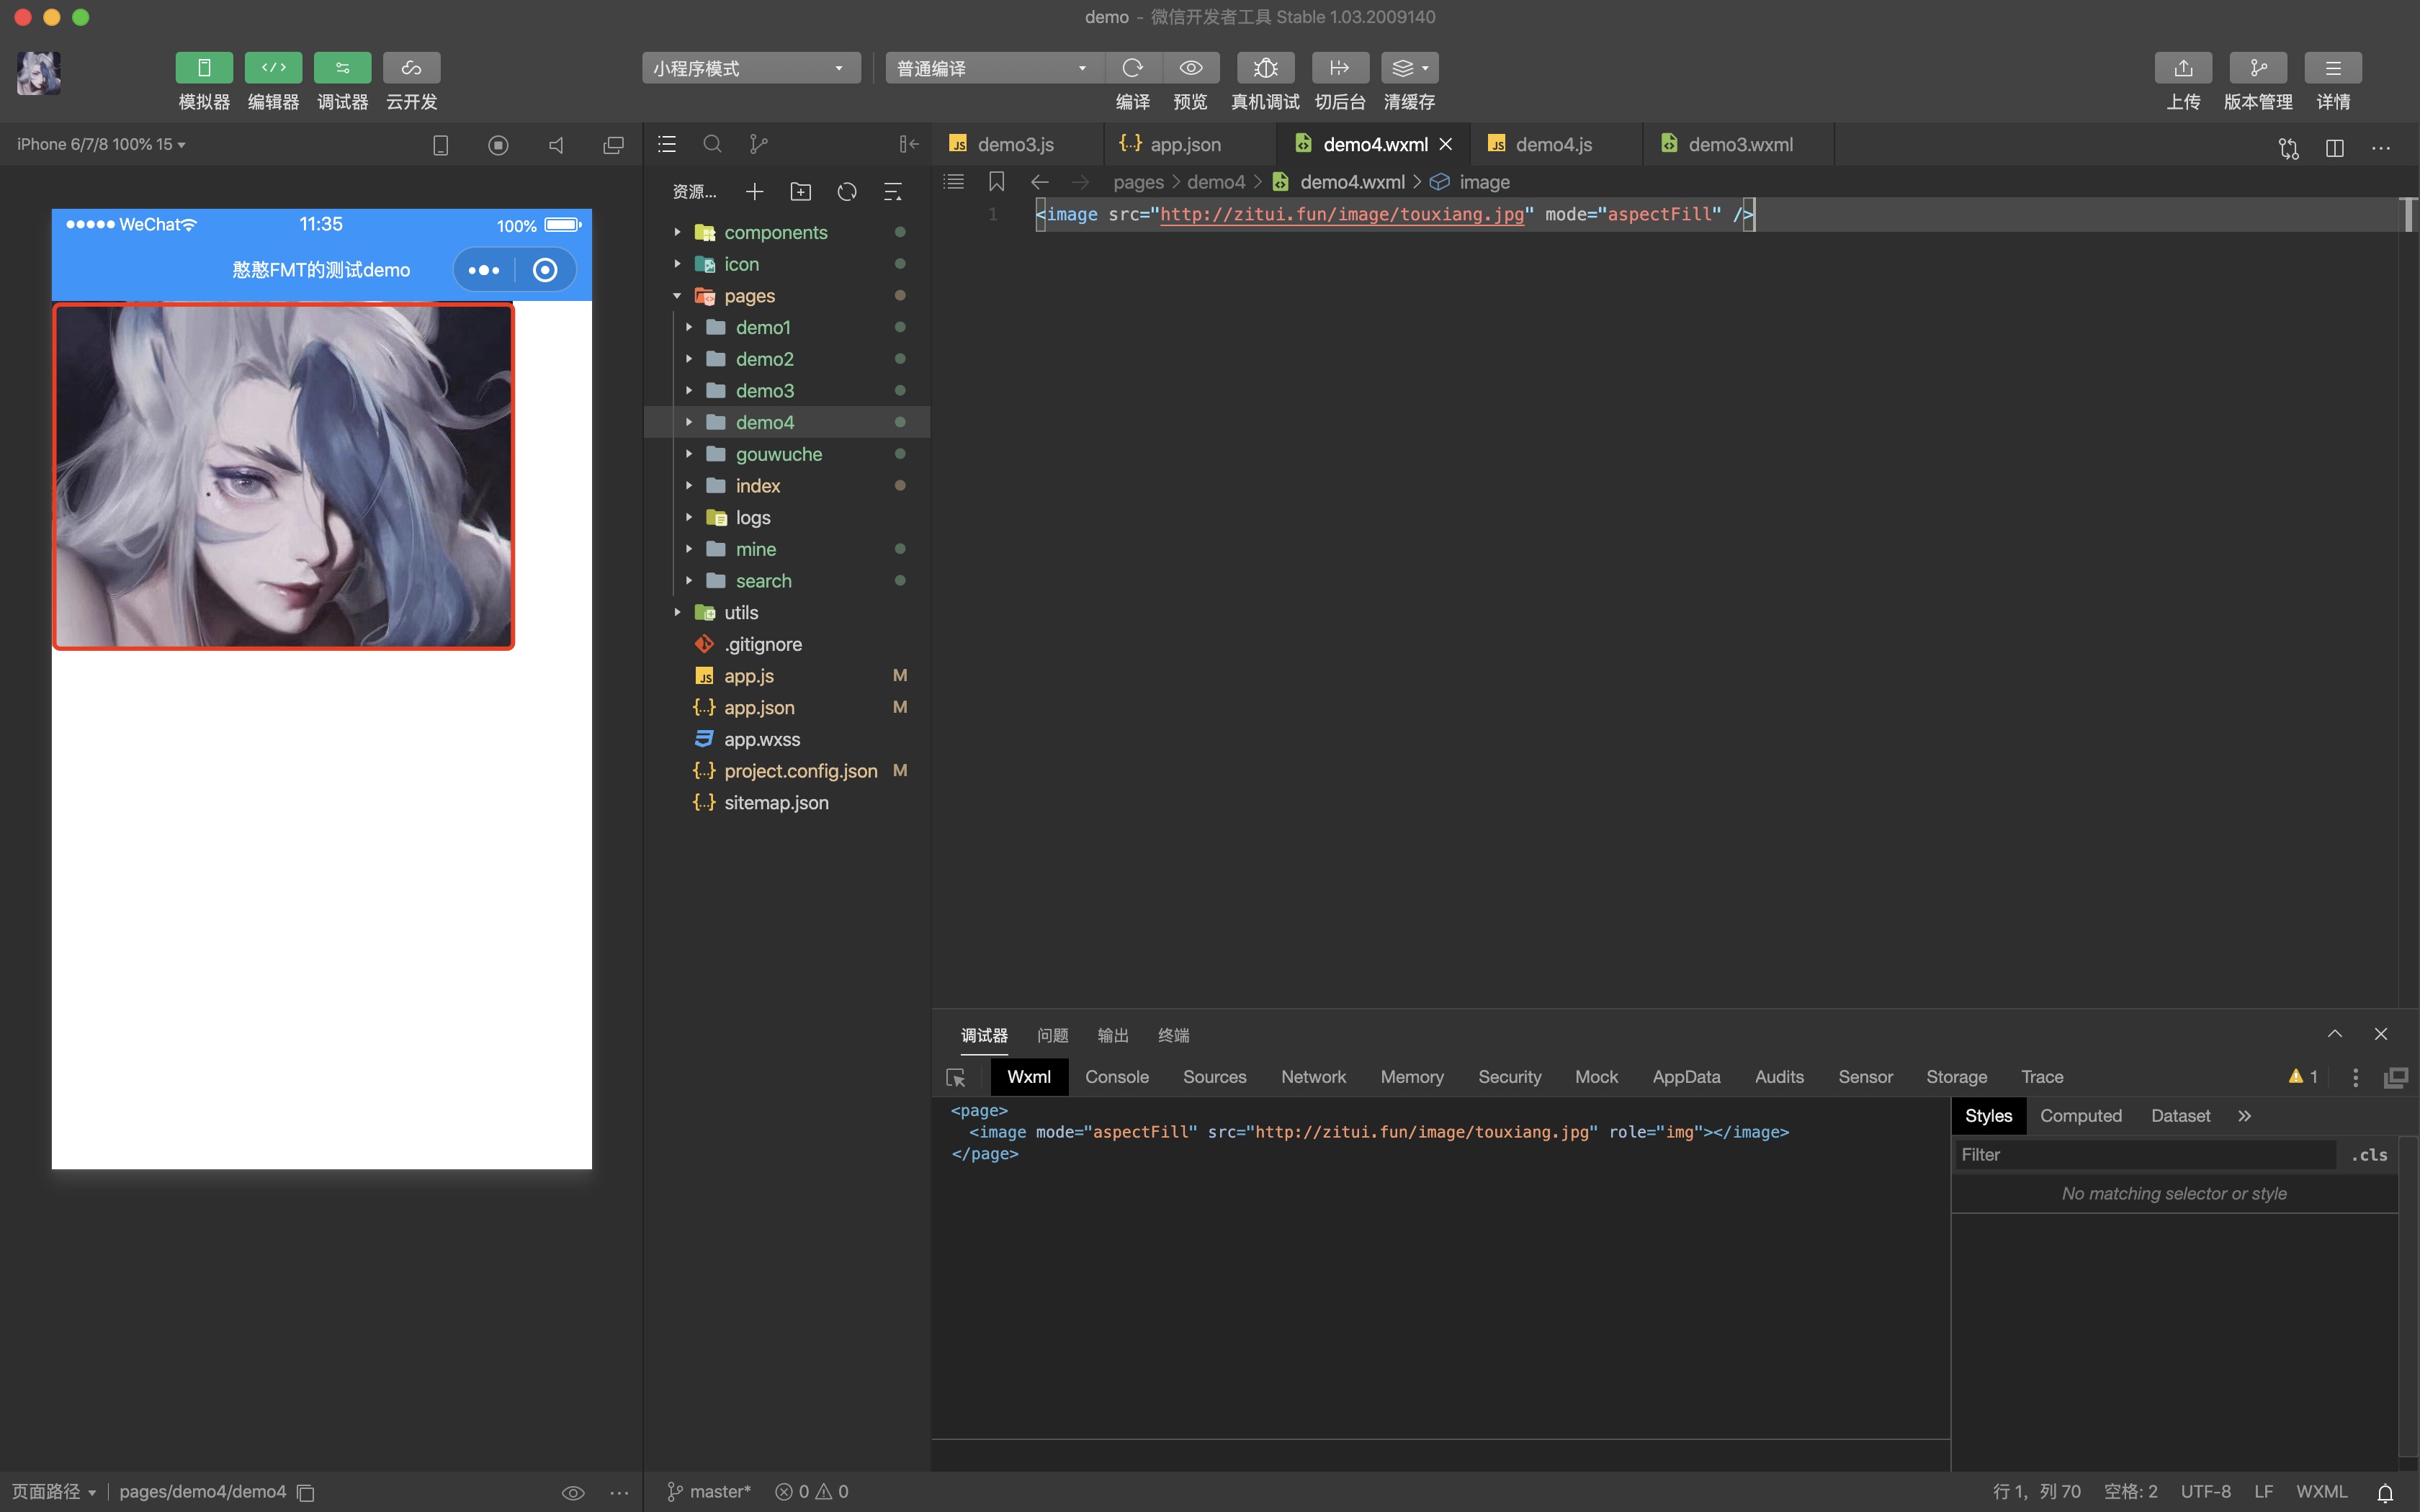 demo - 微信开发者工具 Stable 1.03.2009140
模拟器 编辑器 调试器 云开发
小程序模式 普通编译
编译 预览 真机调试 切后台 清缓存
上传 版本管理 详情
iPhone 6/7/8 100% 15
WeChat 11:35 100%
憨憨FMT的测试demo
资源...
components
icon
pages
demo1
demo2
demo3
demo4
gouwuche
index
logs
mine
search
utils
.gitignore
JS app.js M
{..} app.json M
app.wxss
{..} project.config.json M
{..} sitemap.json
JS demo3.js {..} app.json demo4.wxml JS demo4.js demo3.wxml
pages > demo4 > demo4.wxml > image
1 <image src="http://zitui.fun/image/touxiang.jpg" mode="aspectFill" />
调试器 问题 输出 终端
Wxml Console Sources Network Memory Security Mock AppData Audits Sensor Storage Trace 1
<page>
<image mode="aspectFill" src="http://zitui.fun/image/touxiang.jpg" role="img"></image>
</page>
Styles Computed Dataset »
Filter .cls
No matching selector or style
页面路径 pages/demo4/demo4
master* 0 0
行 1，列 70 空格: 2 UTF-8 LF WXML